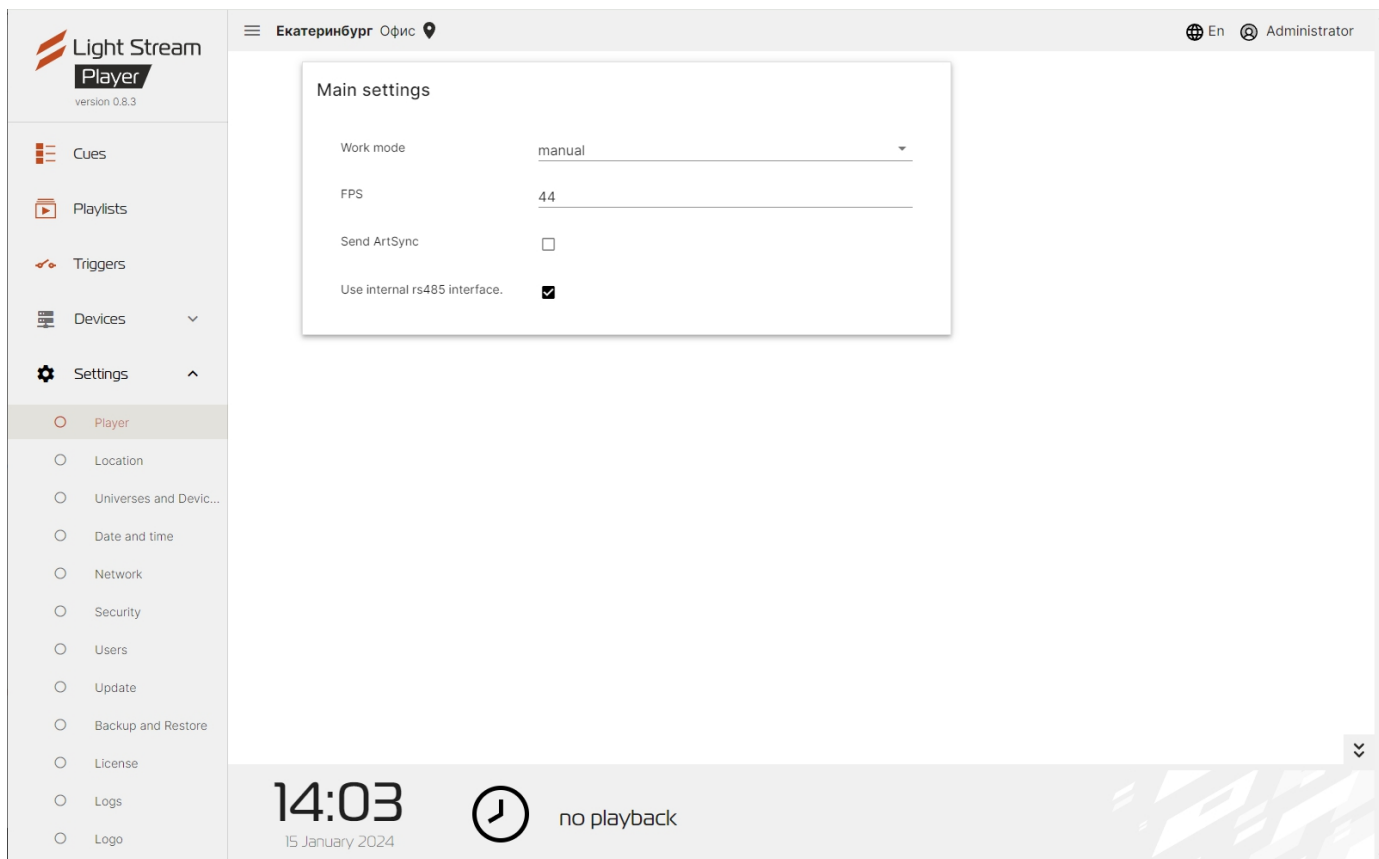 Light Stream
Player
version 0.8.3
Cues
Playlists
Triggers
Devices
Settings
Player
Location
Universes and Devic...
Date and time
Network
Security
Users
Update
Backup and Restore
License
Logs
Logo
Екатеринбург Офис
En Administrator
Main settings
Work mode manual
FPS 44
Send ArtSync
Use internal rs485 interface.
14:03
15 January 2024
no playback